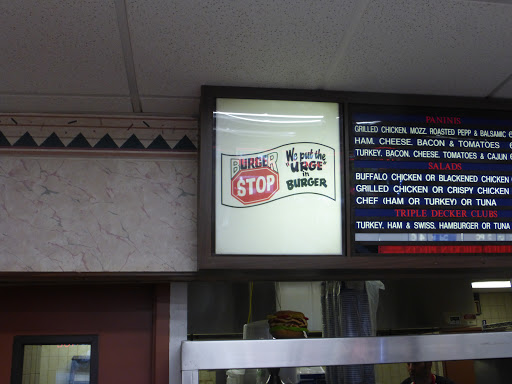 BURGER
STOP
We put the
"URGE"
in
BURGER
PANINIS
GRILLED CHICKEN, MOZZ, ROASTED PEPP & BALSAMIC
HAM, CHEESE, BACON & TOMATOES
TURKEY, BACON, CHEESE, TOMATOES & CAJUN
SALADS
BUFFALO CHICKEN OR BLACKENED CHICKEN
GRILLED CHICKEN OR CRISPY CHICKEN
CHEF (HAM OR TURKEY) OR TUNA
TRIPLE DECKER CLUBS
TURKEY, HAM & SWISS, HAMBURGER OR TUNA